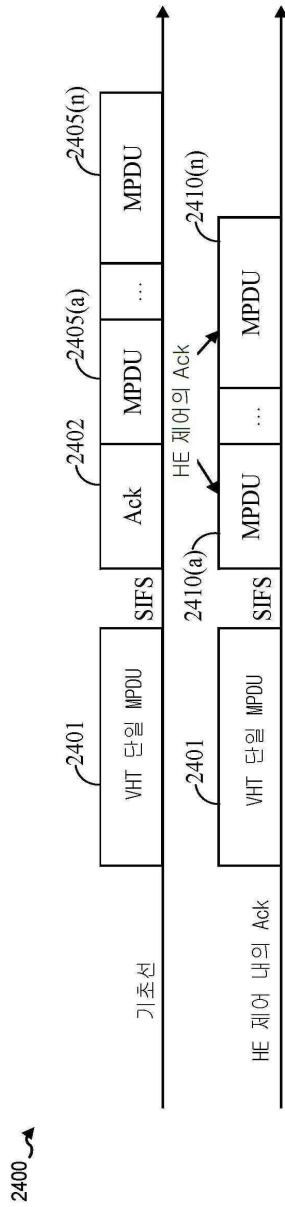 2400
기초선
2401
VHT 단일 MPDU
SIFS
2402
Ack
2405(a)
MPDU
...
2405(n)
MPDU
HE 제어 내의 Ack
2401
VHT 단일 MPDU
SIFS
2410(a)
MPDU
HE 제어의 Ack
...
2410(n)
MPDU